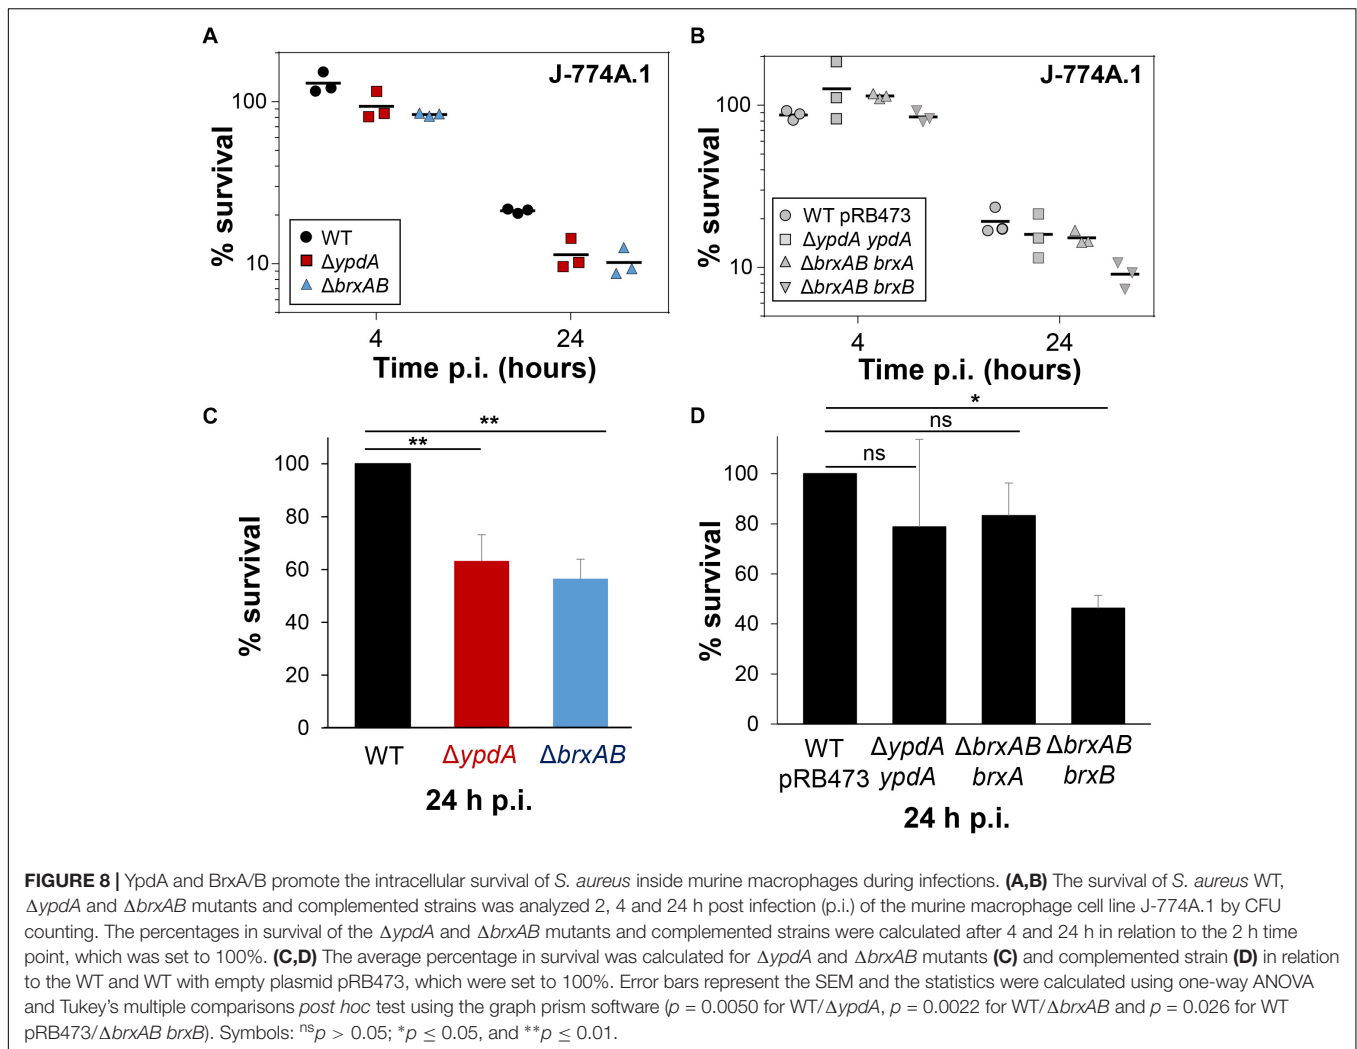 A
J-774A.1
% survival
100
10
WT
ΔypdA
ΔbrxAB
4
24
Time p.i. (hours)
B
J-774A.1
% survival
100
10
WT pRB473
ΔypdA ypdA
ΔbrxAB brxA
ΔbrxAB brxB
4
24
Time p.i. (hours)
C
**
**
% survival
100
80
60
40
20
0
WT
ΔypdA
ΔbrxAB
24 h p.i.
D
*
ns
ns
% survival
100
80
60
40
20
0
WT
pRB473
ΔypdA
ypdA
ΔbrxAB
brxA
ΔbrxAB
brxB
24 h p.i.
FIGURE 8 | YpdA and BrxA/B promote the intracellular survival of S. aureus inside murine macrophages during infections. (A,B) The survival of S. aureus WT,
ΔypdA and ΔbrxAB mutants and complemented strains was analyzed 2, 4 and 24 h post infection (p.i.) of the murine macrophage cell line J-774A.1 by CFU
counting. The percentages in survival of the ΔypdA and ΔbrxAB mutants and complemented strains were calculated after 4 and 24 h in relation to the 2 h time
point, which was set to 100%. (C,D) The average percentage in survival was calculated for ΔypdA and ΔbrxAB mutants (C) and complemented strain (D) in relation
to the WT and WT with empty plasmid pRB473, which were set to 100%. Error bars represent the SEM and the statistics were calculated using one-way ANOVA
and Tukey's multiple comparisons post hoc test using the graph prism software (p = 0.0050 for WT/ΔypdA, p = 0.0022 for WT/ΔbrxAB and p = 0.026 for WT
pRB473/ΔbrxAB brxB). Symbols: ns p > 0.05; *p ≤ 0.05, and **p ≤ 0.01.